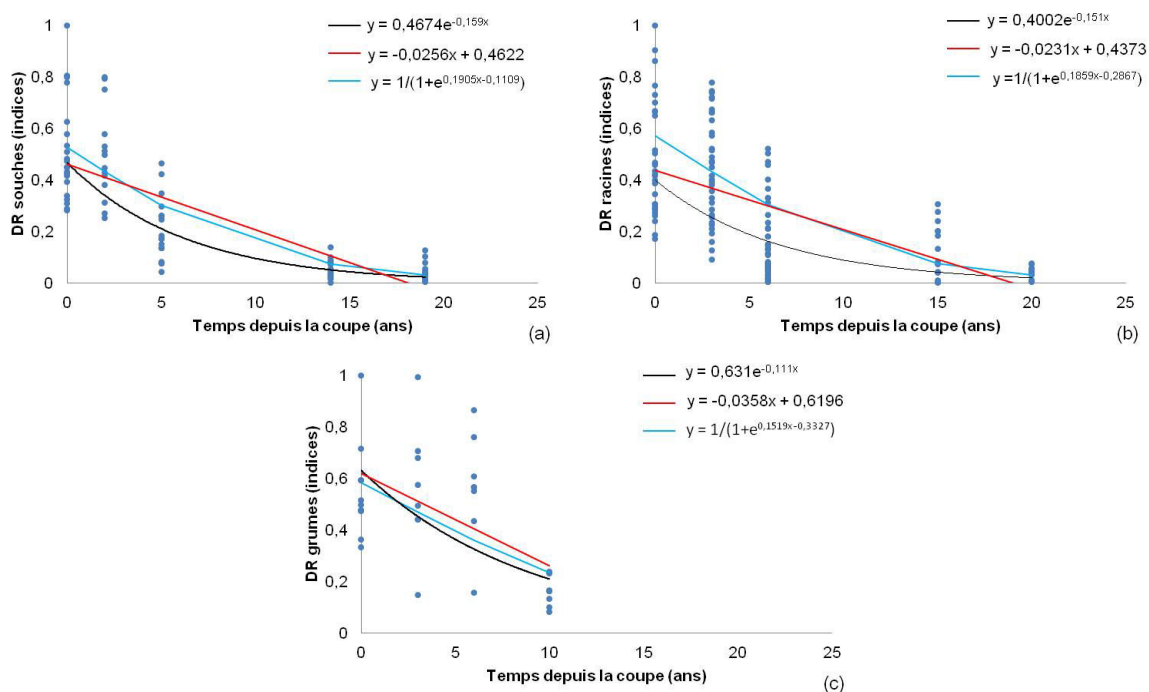 y = 0,4674e^-0,159x
y = -0,0256x + 0,4622
y = 1/(1+e^0,1905x-0,1109)
DR souches (indices)
1
0,8
0,6
0,4
0,2
0
0 5 10 15 20 25
Temps depuis la coupe (ans)
(a)
y = 0,4002e^-0,151x
y = -0,0231x + 0,4373
y =1/(1+e^0,1859x-0,2867)
DR racines (indices)
1
0,8
0,6
0,4
0,2
0
0 5 10 15 20 25
Temps depuis la coupe (ans)
(b)
y = 0,631e^-0,111x
y = -0,0358x + 0,6196
y = 1/(1+e^0,1519x-0,3327)
DR grumes (indices)
1
0,8
0,6
0,4
0,2
0
0 5 10 15 20 25
Temps depuis la coupe (ans)
(c)